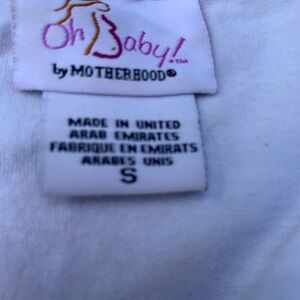 Oh Baby!™
by MOTHERHOOD®
MADE IN UNITED
ARAB EMIRATES
FABRIQUE EN EMIRATS
ARABES UNIS
S